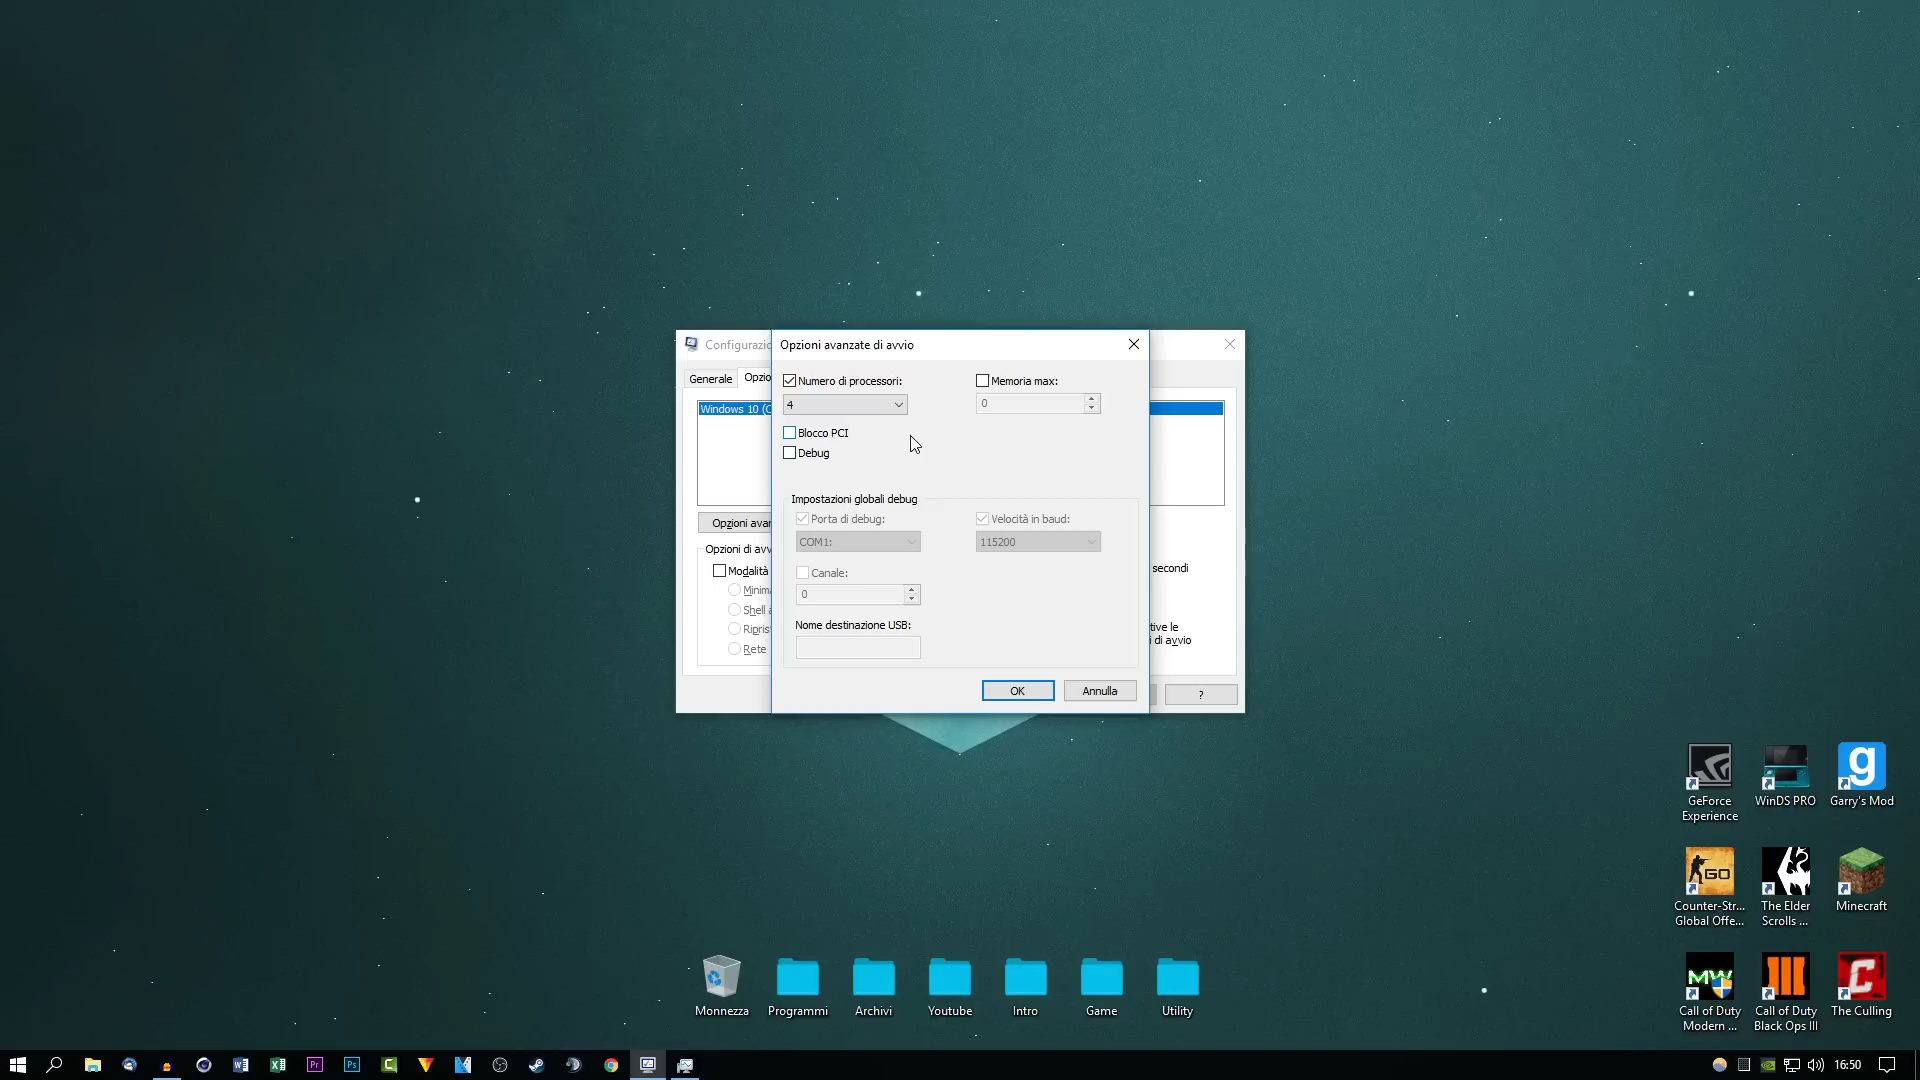 Configurazio
Opzioni avanzate di avvio
Generale
Opzio
Numero di processori:
Memoria max:
4
0
Windows 10 (C
Blocco PCI
Debug
Impostazioni globali debug
Porta di debug:
Velocità in baud:
COM1:
115200
Opzioni avan
Opzioni di avv
Canale:
0
secondi
Modalità
Minima
Shell a
Ripris
Rete
Nome destinazione USB:
tive le
i di avvio
OK
Annulla
?
GeForce
Experience
WinDS PRO
Garry's Mod
Counter-Str...
Global Offe...
The Elder
Scrolls ...
Minecraft
Call of Duty
Modern ...
Call of Duty
Black Ops III
The Culling
Monnezza
Programmi
Archivi
Youtube
Intro
Game
Utility
16:50